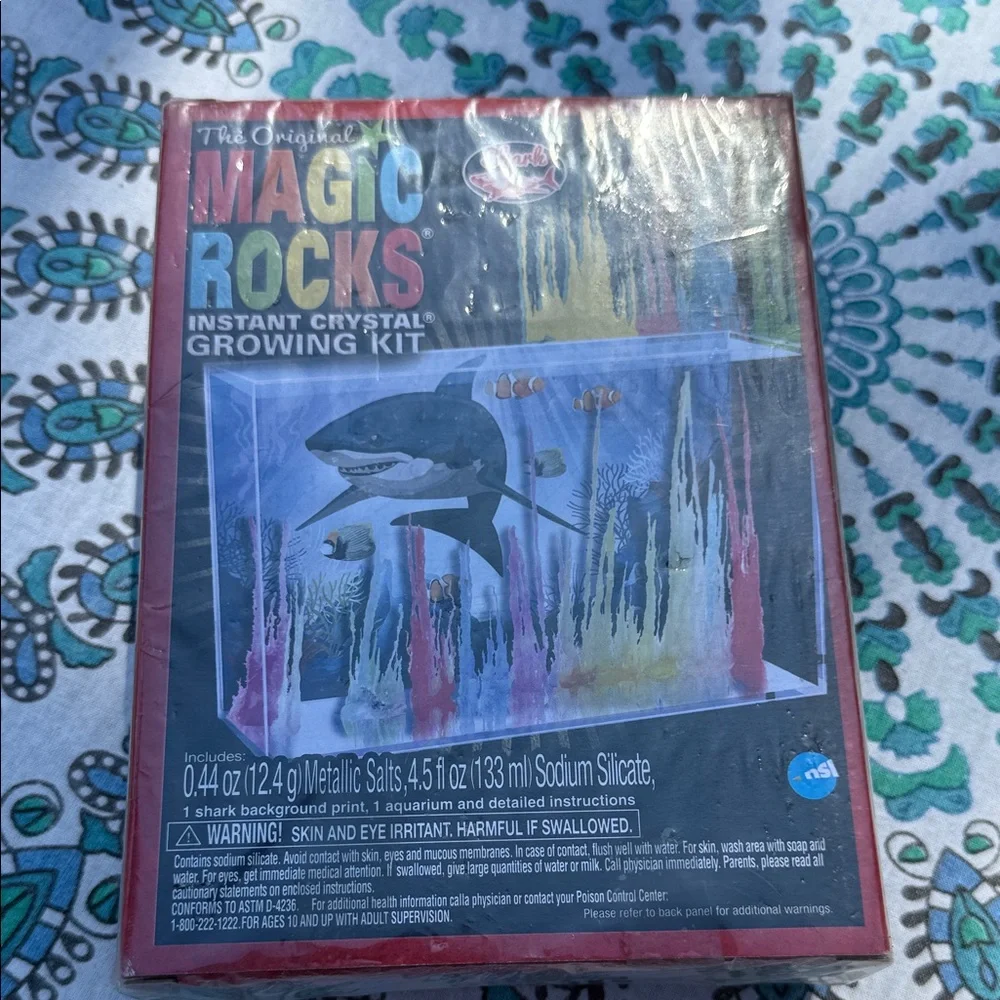 The Original
MAGIC
ROCKS®
INSTANT CRYSTAL®
GROWING KIT
Shark
Includes:
0.44 oz (12.4 g) Metallic Salts, 4.5 fl oz (133 ml) Sodium Silicate,
1 shark background print, 1 aquarium and detailed instructions
nsi
WARNING! SKIN AND EYE IRRITANT. HARMFUL IF SWALLOWED.
Contains sodium silicate. Avoid contact with skin, eyes and mucous membranes. In case of contact, flush well with water. For skin, wash area with soap and
water. For eyes, get immediate medical attention. If swallowed, give large quantities of water or milk. Call physician immediately. Parents, please read all
cautionary statements on enclosed instructions.
CONFORMS TO ASTM D-4236. For additional health information calla physician or contact your Poison Control Center:
1-800-222-1222. FOR AGES 10 AND UP WITH ADULT SUPERVISION.
Please refer to back panel for additional warnings.